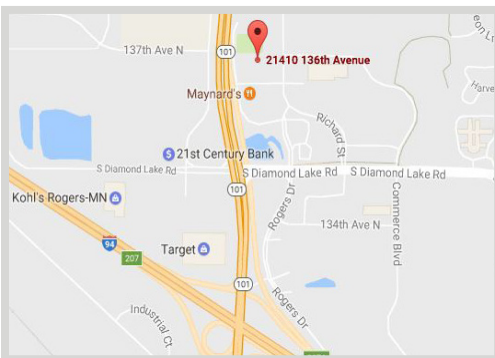 137th Ave N
101
21410 136th Avenue
Maynard's
Richard St
21st Century Bank
S Diamond Lake Rd
S Diamond Lake Rd
S Diamond Lake Rd
101
Kohl's Rogers-MN
Rogers Dr
Commerce Blvd
134th Ave N
94
207
Target
101
Industrial Ct
Rogers Dr